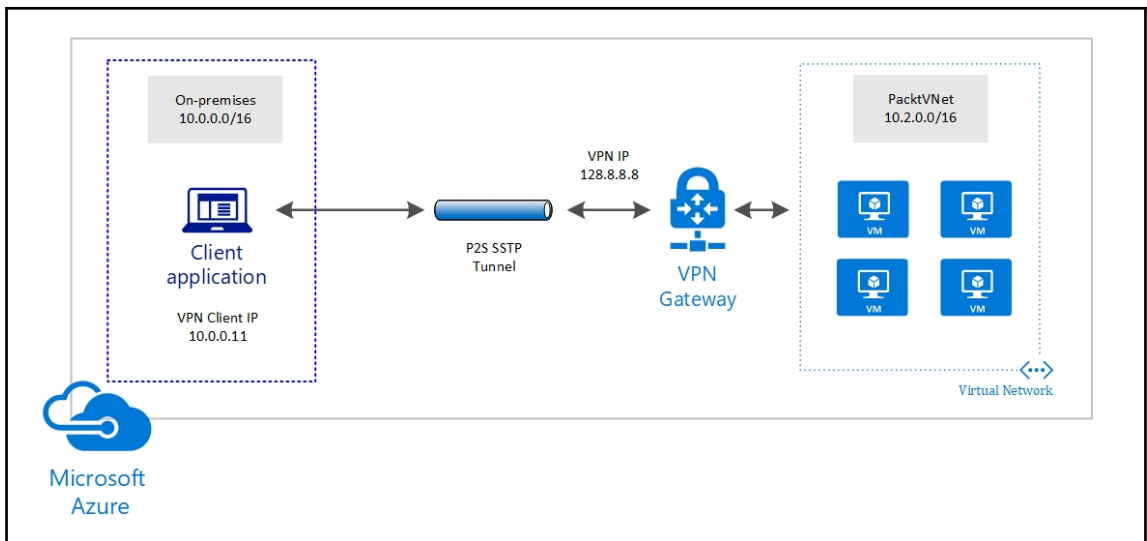 On-premises
10.0.0.0/16
Client
application
VPN Client IP
10.0.0.11
P2S SSTP
Tunnel
VPN IP
128.8.8.8
VPN
Gateway
PacktVNet
10.2.0.0/16
VM
VM
VM
VM
Virtual Network
Microsoft
Azure